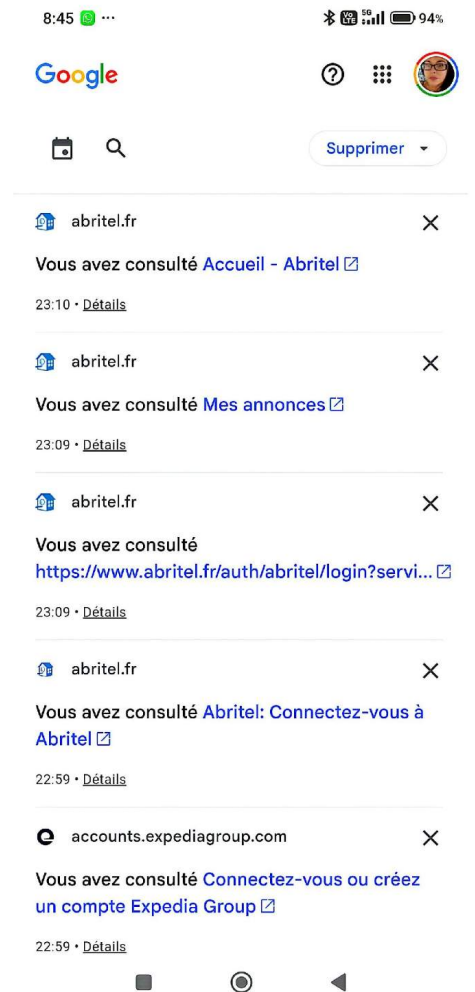 8:45 ... Vo LTE 5G 94%
Google
Supprimer
abritel.fr
Vous avez consulté Accueil - Abritel
23:10 • Détails
abritel.fr
Vous avez consulté Mes annonces
23:09 • Détails
abritel.fr
Vous avez consulté
https://www.abritel.fr/auth/abritel/login?servi...
23:09 • Détails
abritel.fr
Vous avez consulté Abritel: Connectez-vous à
Abritel
22:59 • Détails
accounts.expediagroup.com
Vous avez consulté Connectez-vous ou créez
un compte Expedia Group
22:59 • Détails